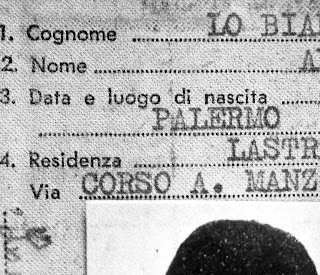 1. Cognome LO BIA
2. Nome A
3. Data e luogo di nascita
PALERMO
4. Residenza LASTR
Via CORSO A. MANZ